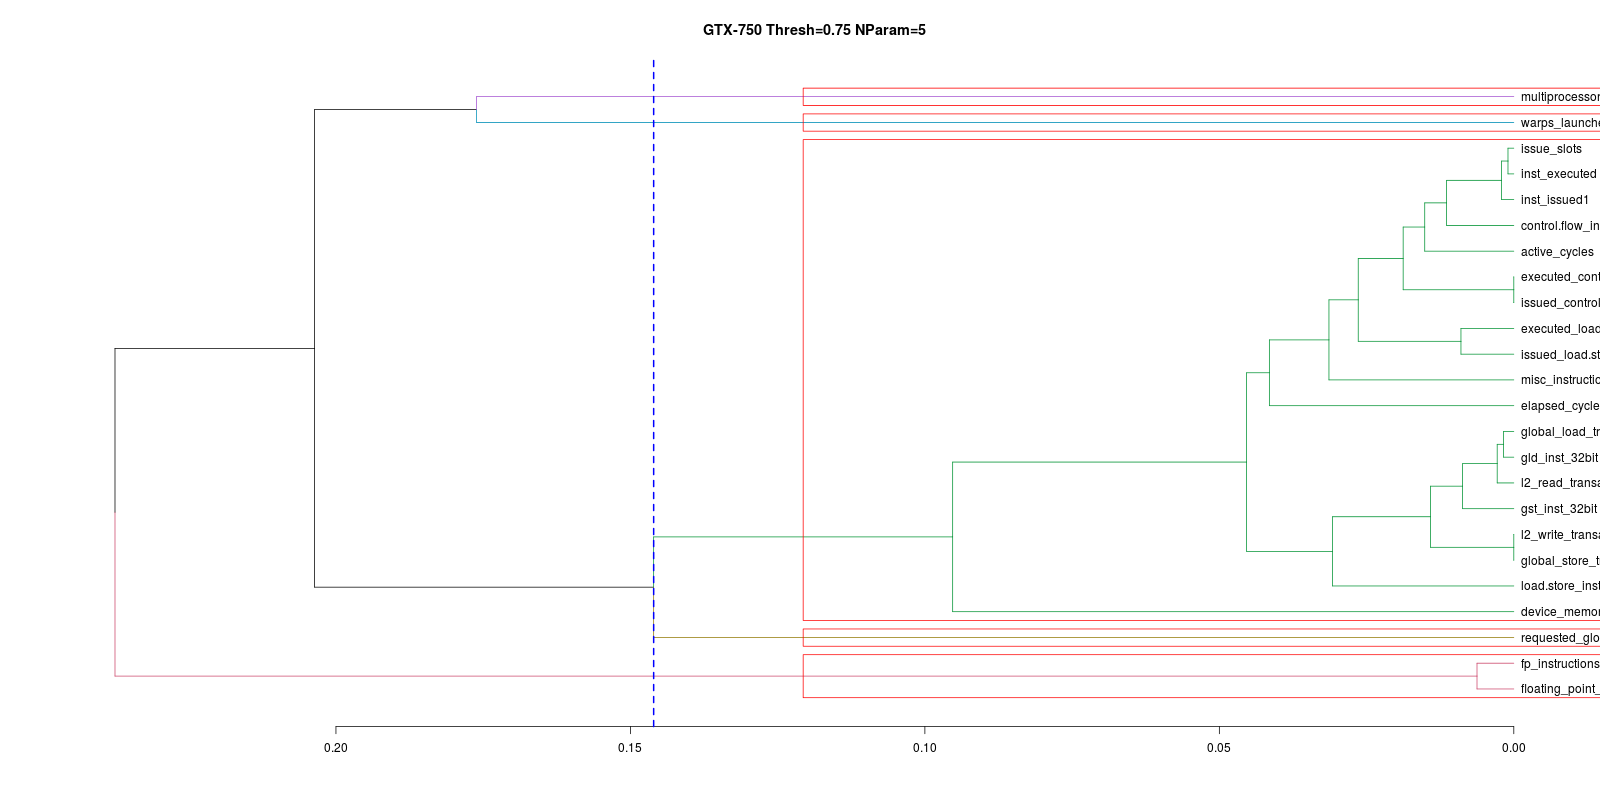 GTX-750 Thresh=0.75 NParam=5
multiprocessor
warps_launche
issue_slots
inst_executed
inst_issued1
control.flow_in
active_cycles
executed_cont
issued_control
executed_load
issued_load.st
misc_instructio
elapsed_cycle
global_load_tr
gld_inst_32bit
l2_read_transa
gst_inst_32bit
l2_write_transa
global_store_t
load.store_inst
device_memor
requested_glo
fp_instructions
floating_point_
0.20 0.15 0.10 0.05 0.00